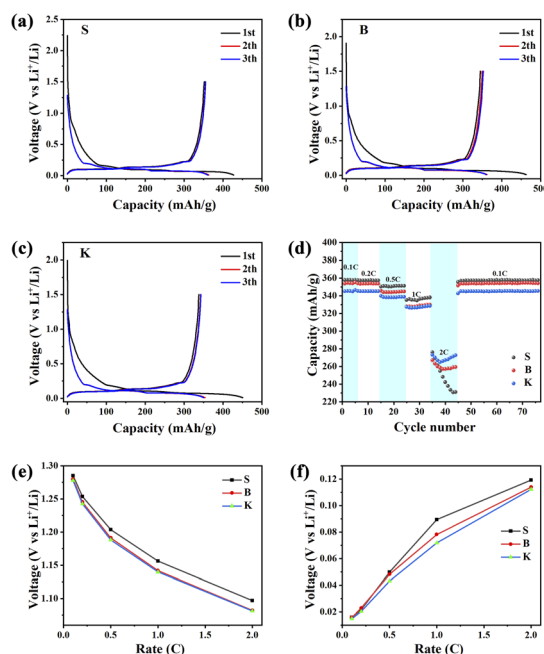 (a)
S
1st
2th
3th
2.5
2.0
1.5
1.0
0.5
0.0
Voltage (V vs Li⁺/Li)
0 100 200 300 400 500
Capacity (mAh/g)
(b)
B
1st
2th
3th
2.0
1.5
1.0
0.5
0.0
Voltage (V vs Li⁺/Li)
0 100 200 300 400 500
Capacity (mAh/g)
(c)
K
1st
2th
3th
2.5
2.0
1.5
1.0
0.5
0.0
Voltage (V vs Li⁺/Li)
0 100 200 300 400 500
Capacity (mAh/g)
(d)
0.1C 0.2C 0.5C 1C 2C 0.1C
S
B
K
400
380
360
340
320
300
280
260
240
220
Capacity (mAh/g)
0 10 20 30 40 50 60 70
Cycle number
(e)
S
B
K
1.30
1.25
1.20
1.15
1.10
Voltage (V vs Li⁺/Li)
0.0 0.5 1.0 1.5 2.0
Rate (C)
(f)
S
B
K
0.12
0.10
0.08
0.06
0.04
0.02
Voltage (V vs Li⁺/Li)
0.0 0.5 1.0 1.5 2.0
Rate (C)